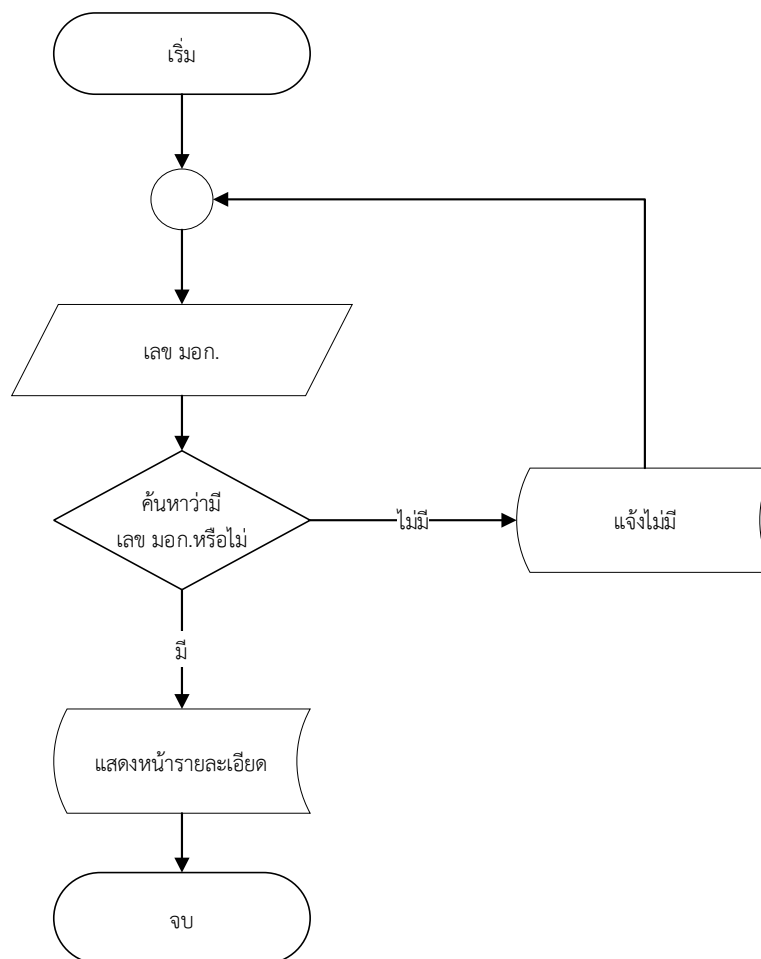 เริ่ม
เลข มอก.
ค้นหาว่ามี
เลข มอก.หรือไม่
ไม่มี
แจ้งไม่มี
มี
แสดงหน้ารายละเอียด
จบ